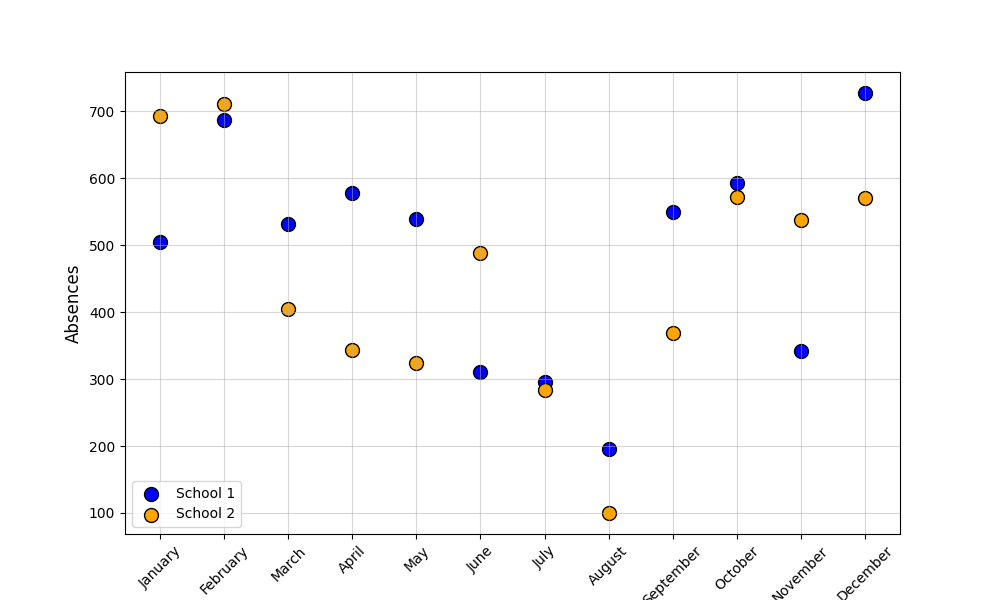 Absences
700
600
500
400
300
200
100
School 1
School 2
January
February
March
April
May
June
July
August
September
October
November
December